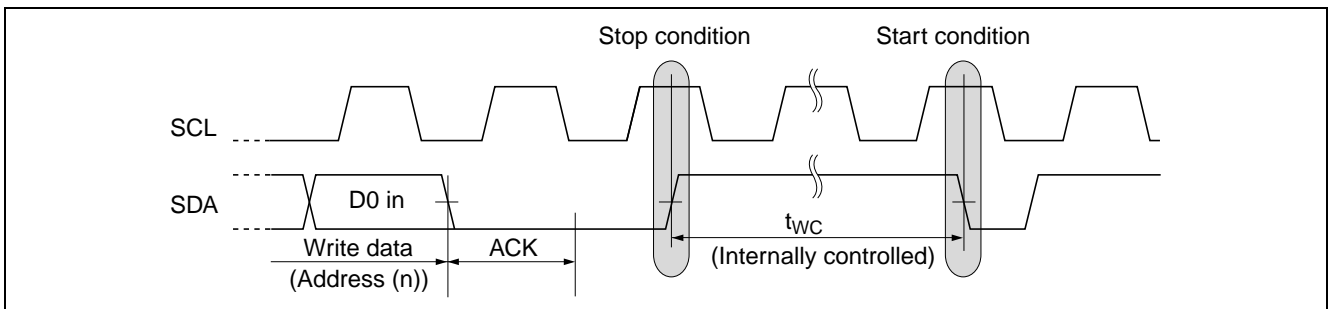 Stop condition
Start condition
SCL
SDA
D0 in
Write data
(Address (n))
ACK
tWC
(Internally controlled)